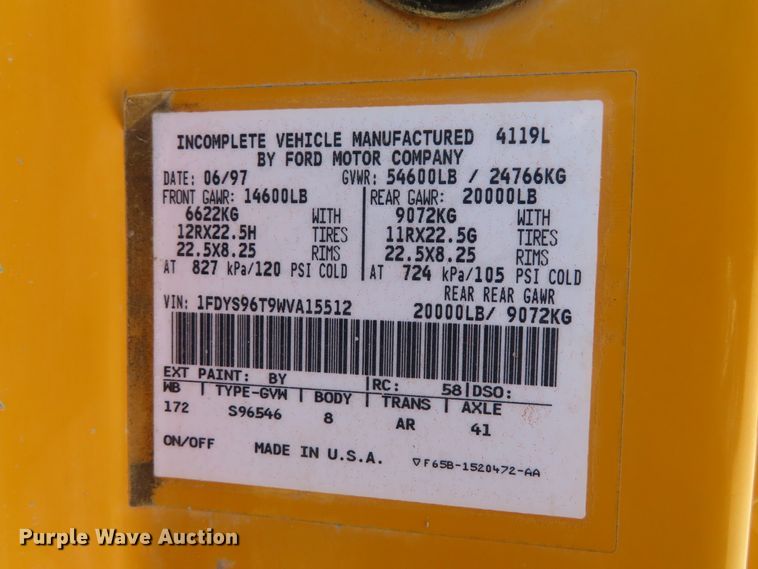 INCOMPLETE VEHICLE MANUFACTURED 4119L
BY FORD MOTOR COMPANY
DATE: 06/97 GVWR: 54600LB / 24766KG
FRONT GAWR: 14600LB REAR GAWR: 20000LB
6622KG WITH 9072KG WITH
12RX22.5H TIRES 11RX22.5G TIRES
22.5X8.25 RIMS 22.5X8.25 RIMS
AT 827 kPa/120 PSI COLD AT 724 kPa/105 PSI COLD
REAR REAR GAWR
VIN: 1FDYS96T9WVA15512 20000LB/ 9072KG
EXT PAINT: BY RC: 58 DSO:
WB TYPE-GVW BODY TRANS AXLE
172 S96546 8 AR 41
ON/OFF MADE IN U.S.A. ▽F65B-1520472-AA
Purple Wave Auction